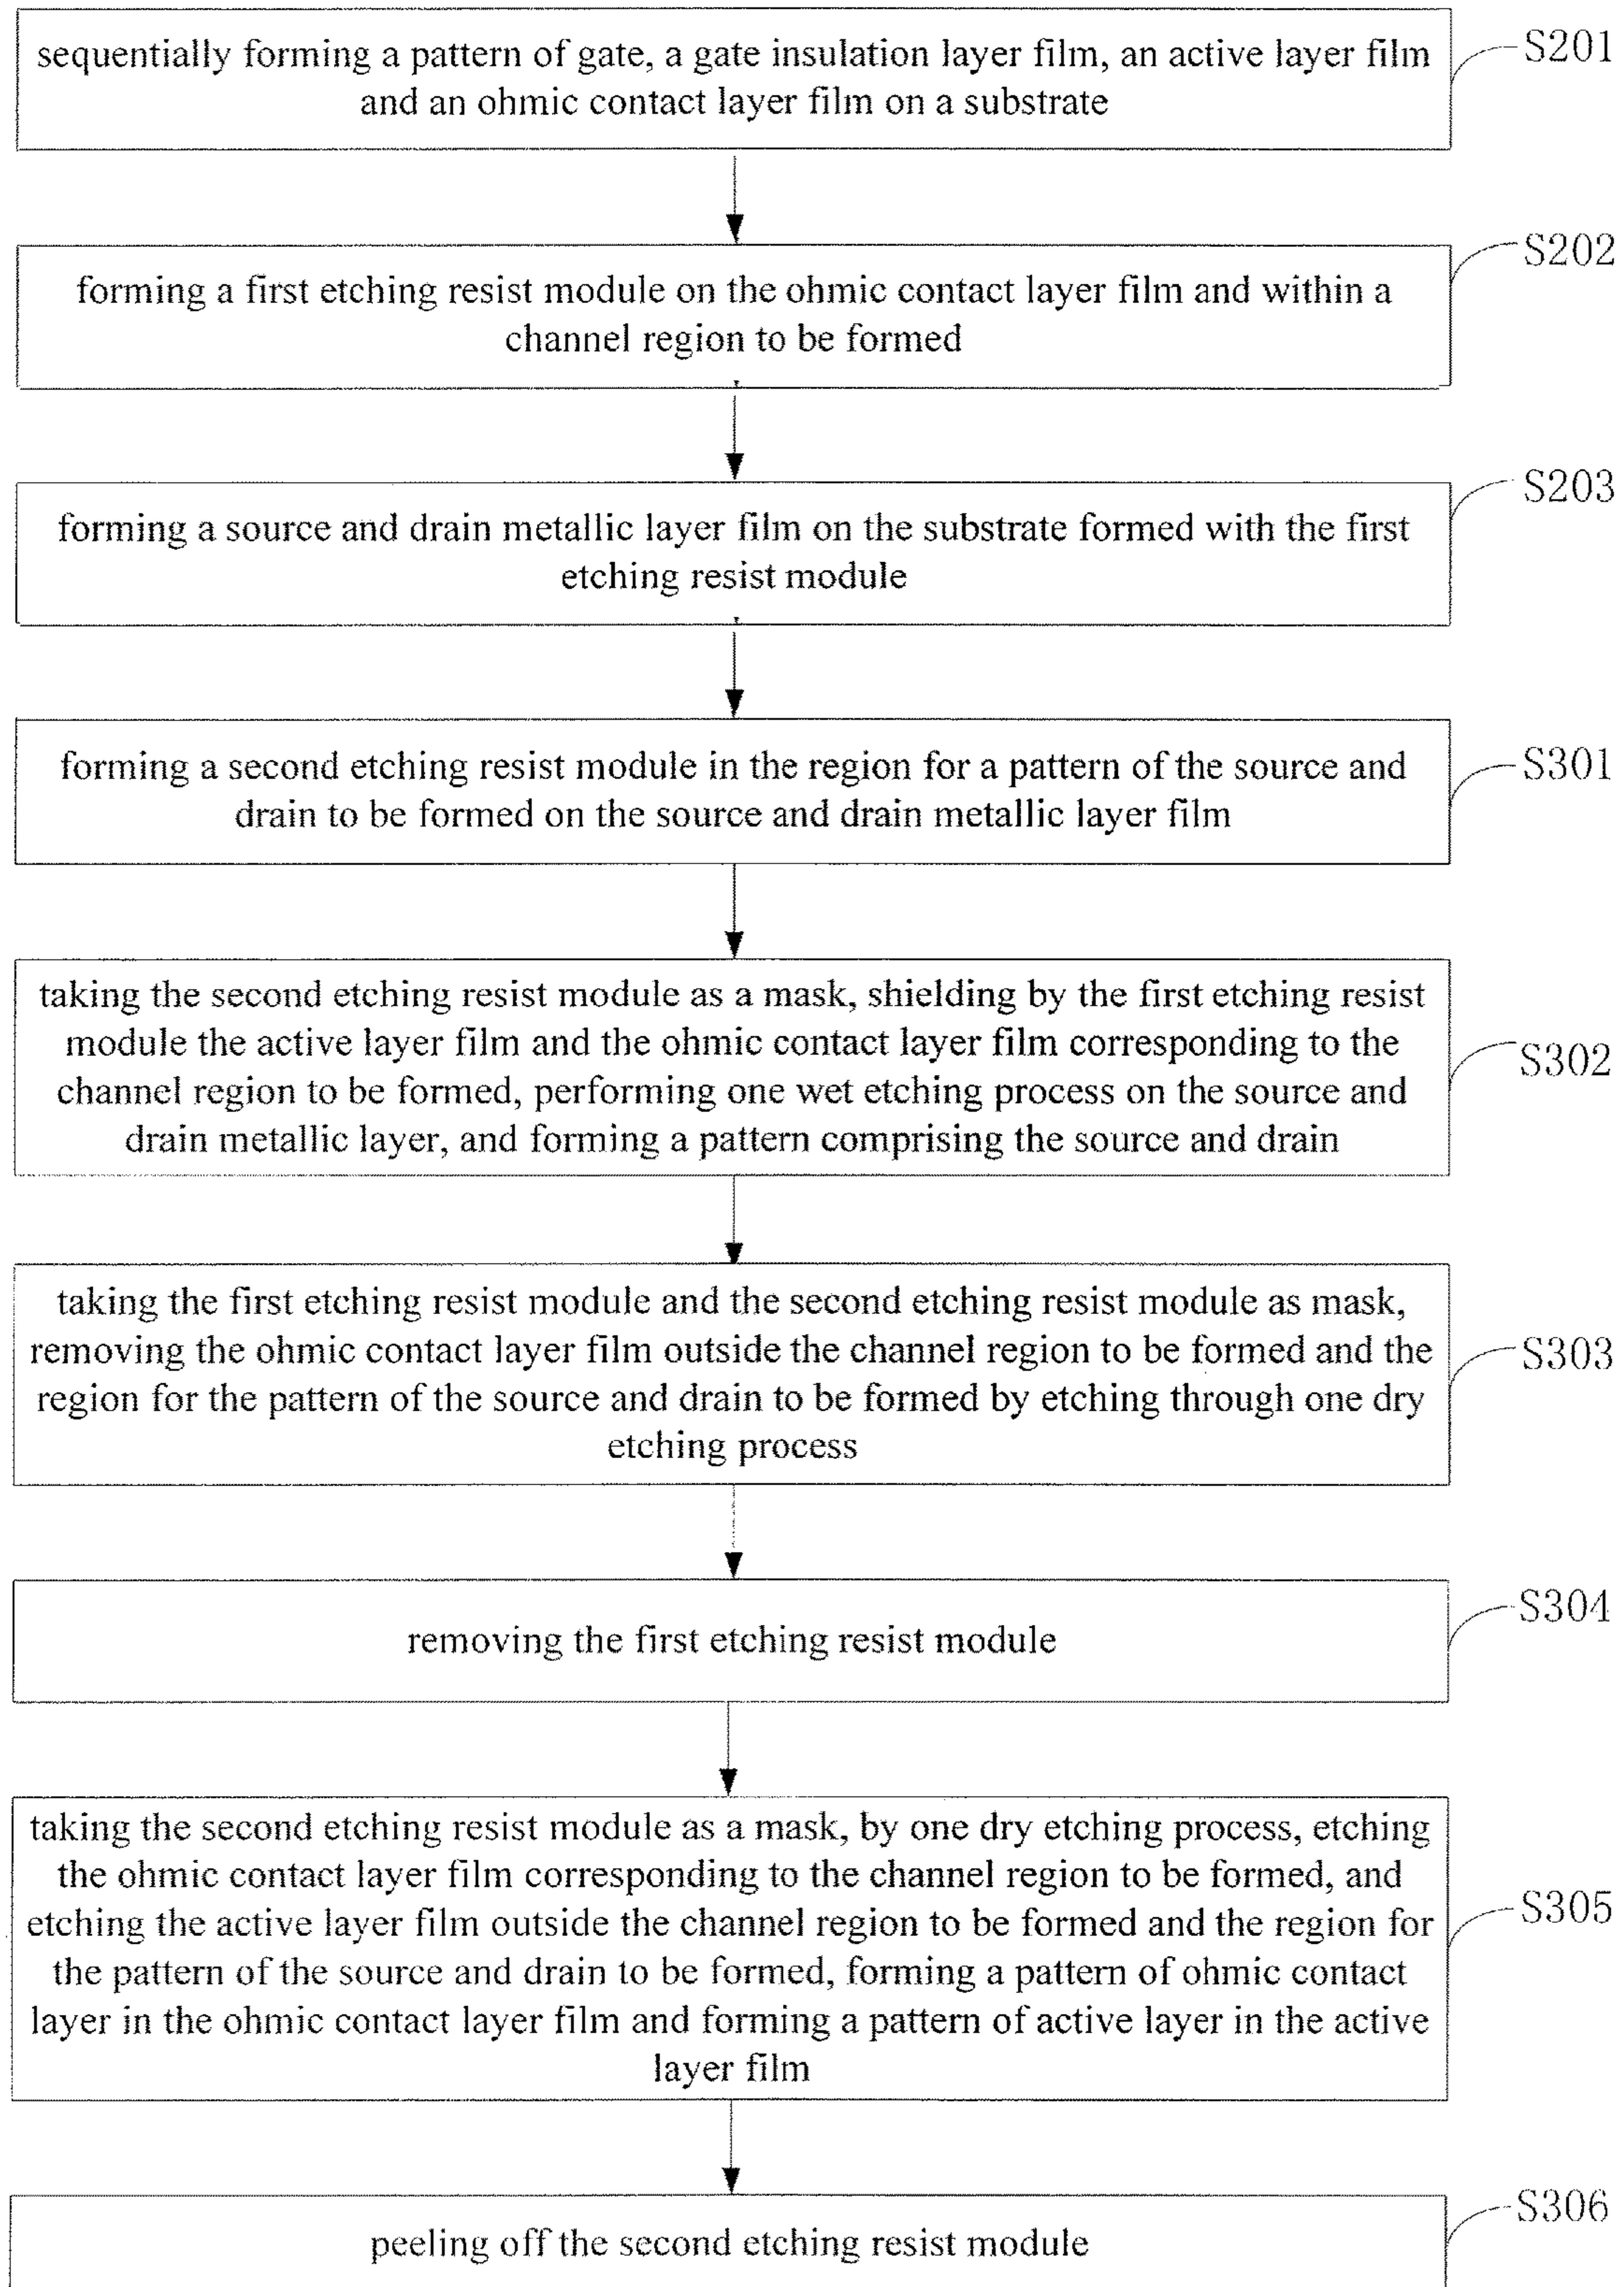 sequentially forming a pattern of gate, a gate insulation layer film, an active layer film
and an ohmic contact layer film on a substrate
S201
forming a first etching resist module on the ohmic contact layer film and within a
channel region to be formed
S202
forming a source and drain metallic layer film on the substrate formed with the first
etching resist module
S203
forming a second etching resist module in the region for a pattern of the source and
drain to be formed on the source and drain metallic layer film
S301
taking the second etching resist module as a mask, shielding by the first etching resist
module the active layer film and the ohmic contact layer film corresponding to the
channel region to be formed, performing one wet etching process on the source and
drain metallic layer, and forming a pattern comprising the source and drain
S302
taking the first etching resist module and the second etching resist module as mask,
removing the ohmic contact layer film outside the channel region to be formed and the
region for the pattern of the source and drain to be formed by etching through one dry
etching process
S303
removing the first etching resist module
S304
taking the second etching resist module as a mask, by one dry etching process, etching
the ohmic contact layer film corresponding to the channel region to be formed, and
etching the active layer film outside the channel region to be formed and the region for
the pattern of the source and drain to be formed, forming a pattern of ohmic contact
layer in the ohmic contact layer film and forming a pattern of active layer in the active
layer film
S305
peeling off the second etching resist module
S306